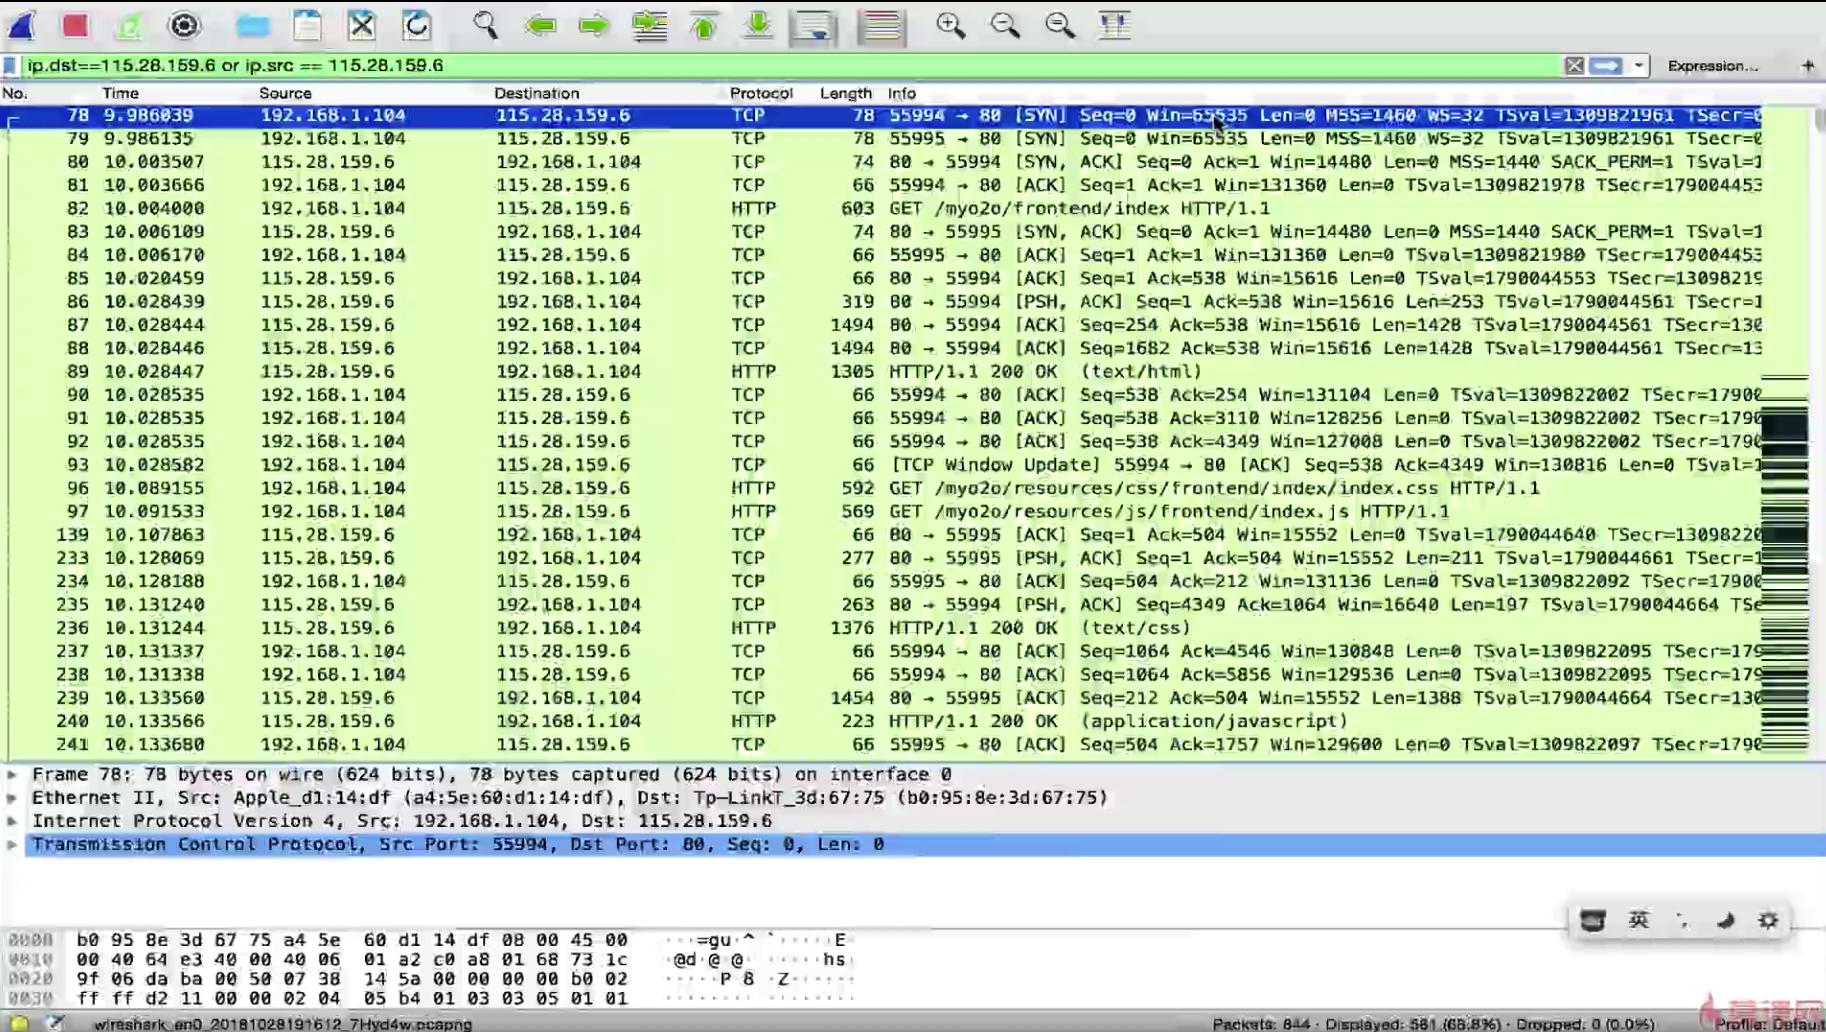 ip.dst==115.28.159.6 or ip.src == 115.28.159.6 Expression... +
No. Time Source Destination Protocol Length Info
78 9.986039 192.168.1.104 115.28.159.6 TCP 78 55994 → 80 [SYN] Seq=0 Win=65535 Len=0 MSS=1460 WS=32 TSval=1309821961 TSecr=0
79 9.986135 192.168.1.104 115.28.159.6 TCP 78 55995 → 80 [SYN] Seq=0 Win=65535 Len=0 MSS=1460 WS=32 TSval=1309821961 TSecr=0
80 10.003507 115.28.159.6 192.168.1.104 TCP 74 80 → 55994 [SYN, ACK] Seq=0 Ack=1 Win=14480 Len=0 MSS=1440 SACK_PERM=1 TSval=1
81 10.003666 192.168.1.104 115.28.159.6 TCP 66 55994 → 80 [ACK] Seq=1 Ack=1 Win=131360 Len=0 TSval=1309821978 TSecr=1790044453
82 10.004000 192.168.1.104 115.28.159.6 HTTP 603 GET /myo2o/frontend/index HTTP/1.1
83 10.006109 115.28.159.6 192.168.1.104 TCP 74 80 → 55995 [SYN, ACK] Seq=0 Ack=1 Win=14480 Len=0 MSS=1440 SACK_PERM=1 TSval=1
84 10.006170 192.168.1.104 115.28.159.6 TCP 66 55995 → 80 [ACK] Seq=1 Ack=1 Win=131360 Len=0 TSval=1309821980 TSecr=1790044453
85 10.020459 115.28.159.6 192.168.1.104 TCP 66 80 → 55994 [ACK] Seq=1 Ack=538 Win=15616 Len=0 TSval=1790044553 TSecr=13098219
86 10.028439 115.28.159.6 192.168.1.104 TCP 319 80 → 55994 [PSH, ACK] Seq=1 Ack=538 Win=15616 Len=253 TSval=1790044561 TSecr=1
87 10.028444 115.28.159.6 192.168.1.104 TCP 1494 80 → 55994 [ACK] Seq=254 Ack=538 Win=15616 Len=1428 TSval=1790044561 TSecr=130
88 10.028446 115.28.159.6 192.168.1.104 TCP 1494 80 → 55994 [ACK] Seq=1682 Ack=538 Win=15616 Len=1428 TSval=1790044561 TSecr=13
89 10.028447 115.28.159.6 192.168.1.104 HTTP 1305 HTTP/1.1 200 OK (text/html)
90 10.028535 192.168.1.104 115.28.159.6 TCP 66 55994 → 80 [ACK] Seq=538 Ack=254 Win=131104 Len=0 TSval=1309822002 TSecr=1790
91 10.028535 192.168.1.104 115.28.159.6 TCP 66 55994 → 80 [ACK] Seq=538 Ack=3110 Win=128256 Len=0 TSval=1309822002 TSecr=1790
92 10.028535 192.168.1.104 115.28.159.6 TCP 66 55994 → 80 [ACK] Seq=538 Ack=4349 Win=127008 Len=0 TSval=1309822002 TSecr=1790
93 10.028582 192.168.1.104 115.28.159.6 TCP 66 [TCP Window Update] 55994 → 80 [ACK] Seq=538 Ack=4349 Win=130816 Len=0 TSval=1
96 10.089155 192.168.1.104 115.28.159.6 HTTP 592 GET /myo2o/resources/css/frontend/index/index.css HTTP/1.1
97 10.091533 192.168.1.104 115.28.159.6 HTTP 569 GET /myo2o/resources/js/frontend/index.js HTTP/1.1
139 10.107863 115.28.159.6 192.168.1.104 TCP 66 80 → 55995 [ACK] Seq=1 Ack=504 Win=15552 Len=0 TSval=1790044640 TSecr=13098220
233 10.128069 115.28.159.6 192.168.1.104 TCP 277 80 → 55995 [PSH, ACK] Seq=1 Ack=504 Win=15552 Len=211 TSval=1790044661 TSecr=1
234 10.128188 192.168.1.104 115.28.159.6 TCP 66 55995 → 80 [ACK] Seq=504 Ack=212 Win=131136 Len=0 TSval=1309822092 TSecr=1790
235 10.131240 115.28.159.6 192.168.1.104 TCP 263 80 → 55994 [PSH, ACK] Seq=4349 Ack=1064 Win=16640 Len=197 TSval=1790044664 TSe
236 10.131244 115.28.159.6 192.168.1.104 HTTP 1376 HTTP/1.1 200 OK (text/css)
237 10.131337 192.168.1.104 115.28.159.6 TCP 66 55994 → 80 [ACK] Seq=1064 Ack=4546 Win=130848 Len=0 TSval=1309822095 TSecr=179
238 10.131338 192.168.1.104 115.28.159.6 TCP 66 55994 → 80 [ACK] Seq=1064 Ack=5856 Win=129536 Len=0 TSval=1309822095 TSecr=179
239 10.133560 115.28.159.6 192.168.1.104 TCP 1454 80 → 55995 [ACK] Seq=212 Ack=504 Win=15552 Len=1388 TSval=1790044664 TSecr=130
240 10.133566 115.28.159.6 192.168.1.104 HTTP 223 HTTP/1.1 200 OK (application/javascript)
241 10.133680 192.168.1.104 115.28.159.6 TCP 66 55995 → 80 [ACK] Seq=504 Ack=1757 Win=129600 Len=0 TSval=1309822097 TSecr=1790
Frame 78: 78 bytes on wire (624 bits), 78 bytes captured (624 bits) on interface 0
Ethernet II, Src: Apple_d1:14:df (a4:5e:60:d1:14:df), Dst: Tp-LinkT_3d:67:75 (b0:95:8e:3d:67:75)
Internet Protocol Version 4, Src: 192.168.1.104, Dst: 115.28.159.6
Transmission Control Protocol, Src Port: 55994, Dst Port: 80, Seq: 0, Len: 0
英
0000 b0 95 8e 3d 67 75 a4 5e 60 d1 14 df 08 00 45 00 ···=gu·^ `·····E·
0010 00 40 64 e3 40 00 40 06 01 a2 c0 a8 01 68 73 1c ·@d·@·@· ·····hs·
0020 9f 06 da ba 00 50 07 38 14 5a 00 00 00 00 b0 02 ·····P·8 ·Z······
0030 ff ff d2 11 00 00 02 04 05 b4 01 03 03 05 01 01 ········ ········
wireshark_en0_20181028191612_7Hyd4w.pcapng Packets: 844 · Displayed: 581 (68.8%) · Dropped: 0 (0.0%) Profile: Default
慕课网